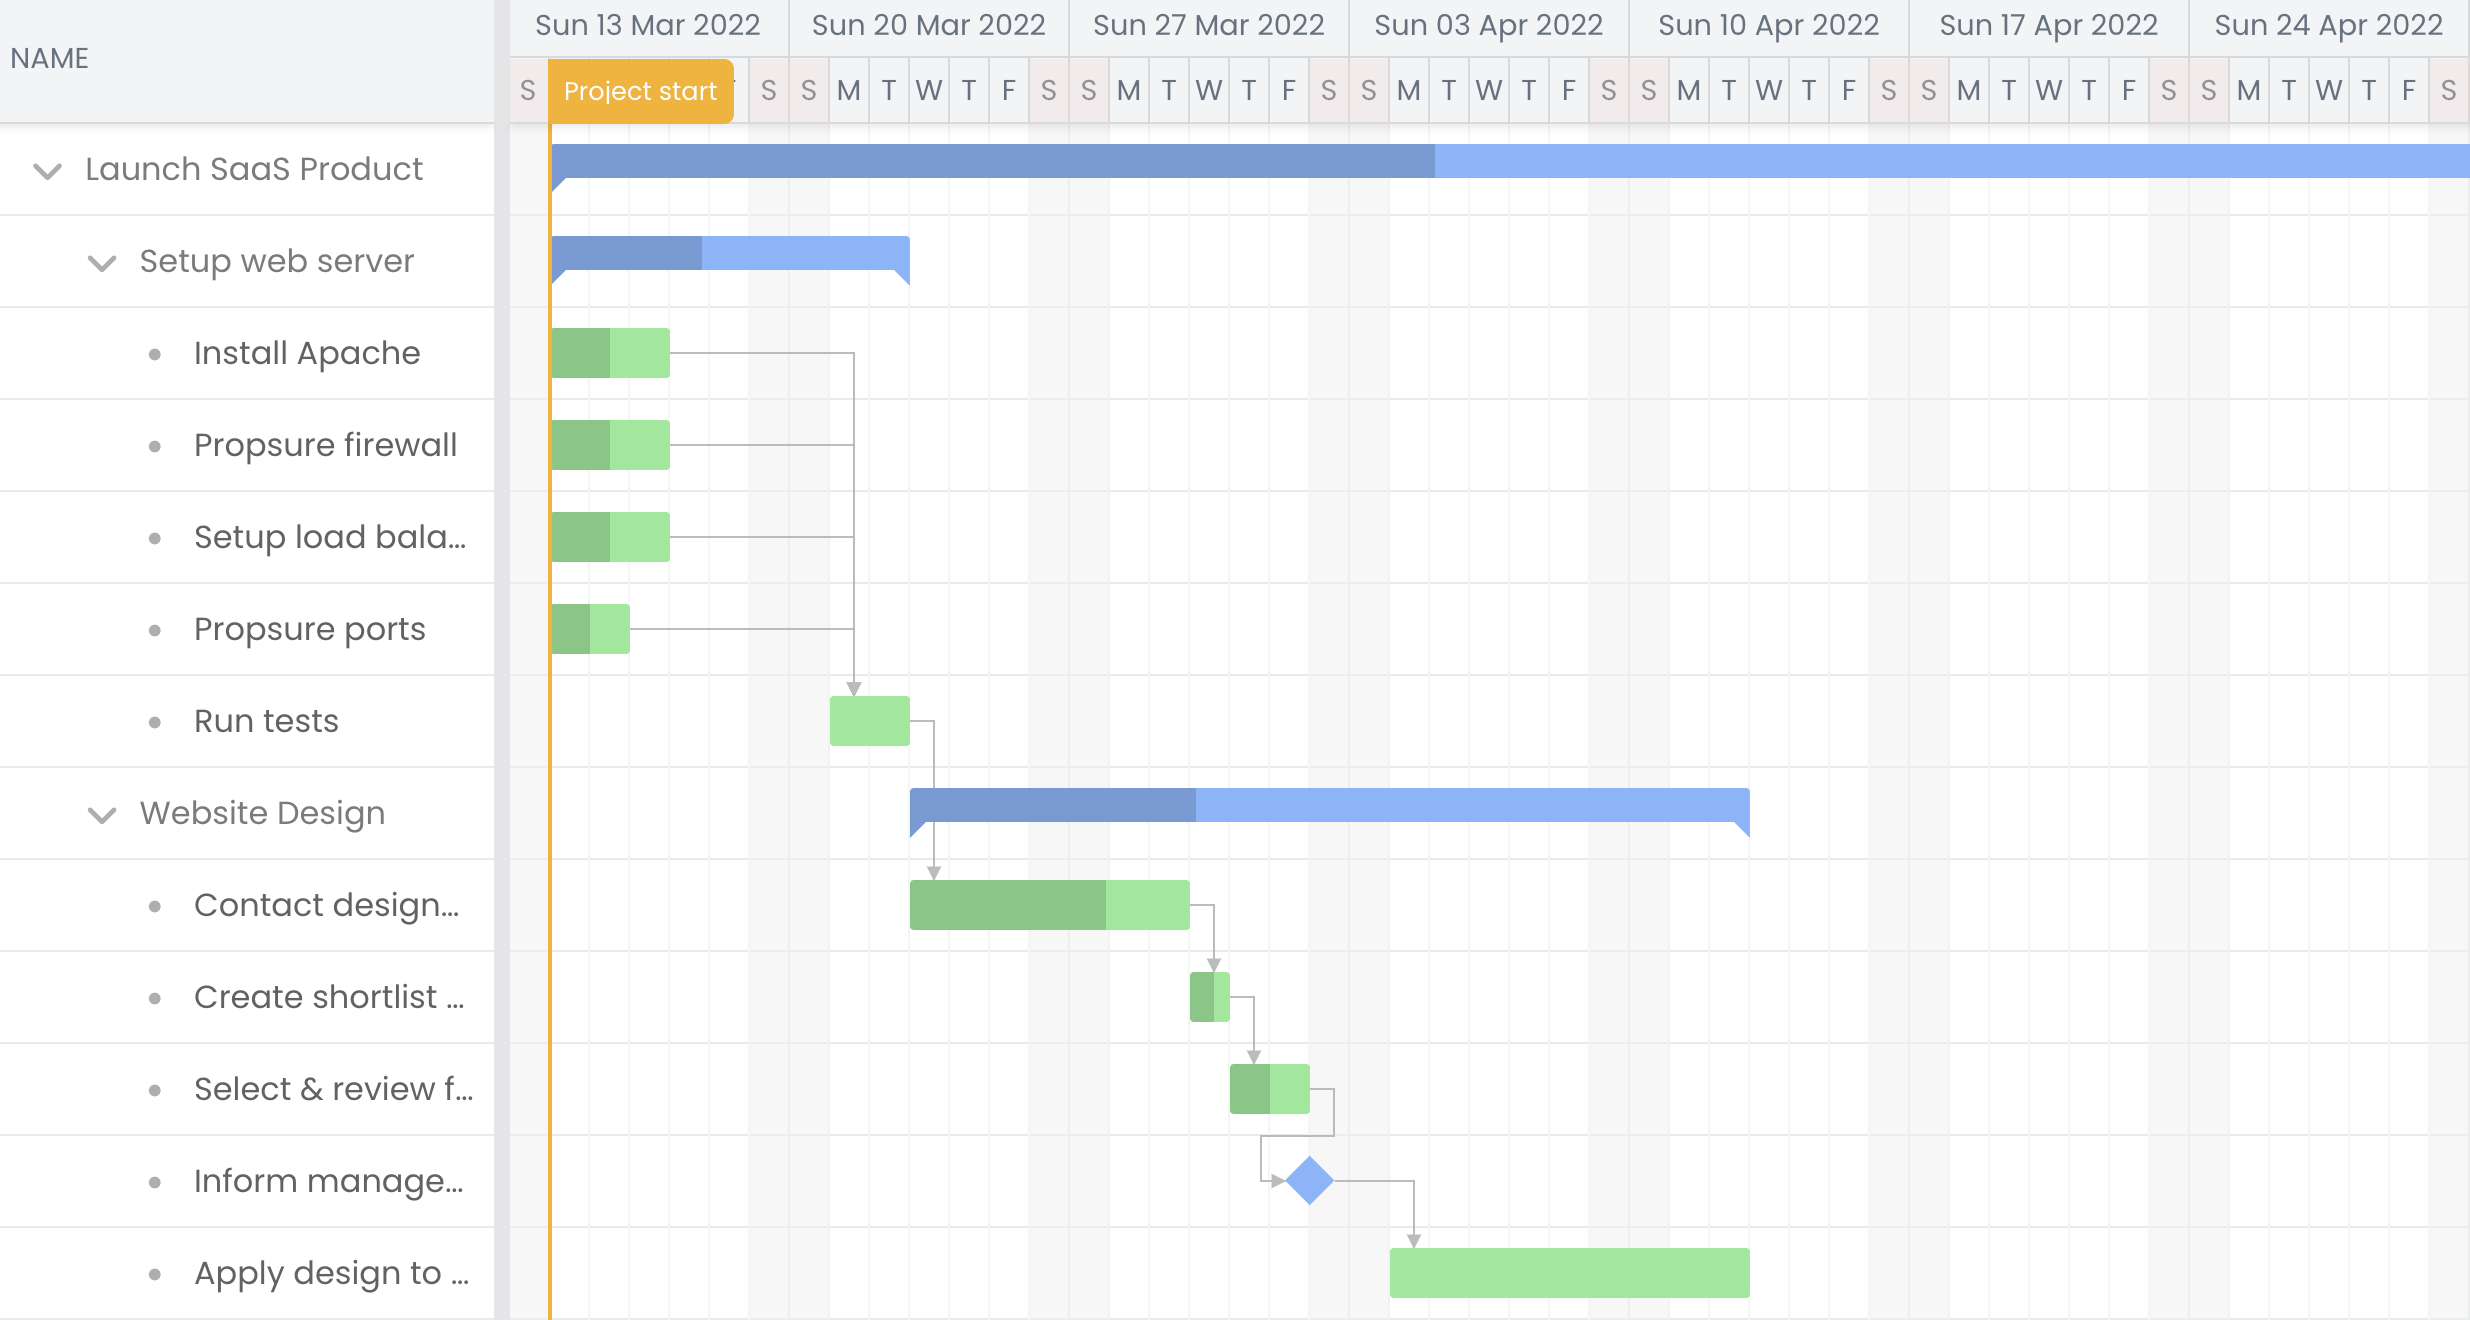 NAME
Sun 13 Mar 2022 Sun 20 Mar 2022 Sun 27 Mar 2022 Sun 03 Apr 2022 Sun 10 Apr 2022 Sun 17 Apr 2022 Sun 24 Apr 2022
S Project start S S M T W T F S S M T W T F S S M T W T F S S M T W T F S S M T W T F S S M T W T F S
Launch SaaS Product
Setup web server
Install Apache
Propsure firewall
Setup load bala...
Propsure ports
Run tests
Website Design
Contact design...
Create shortlist ...
Select & review f...
Inform manage...
Apply design to ...